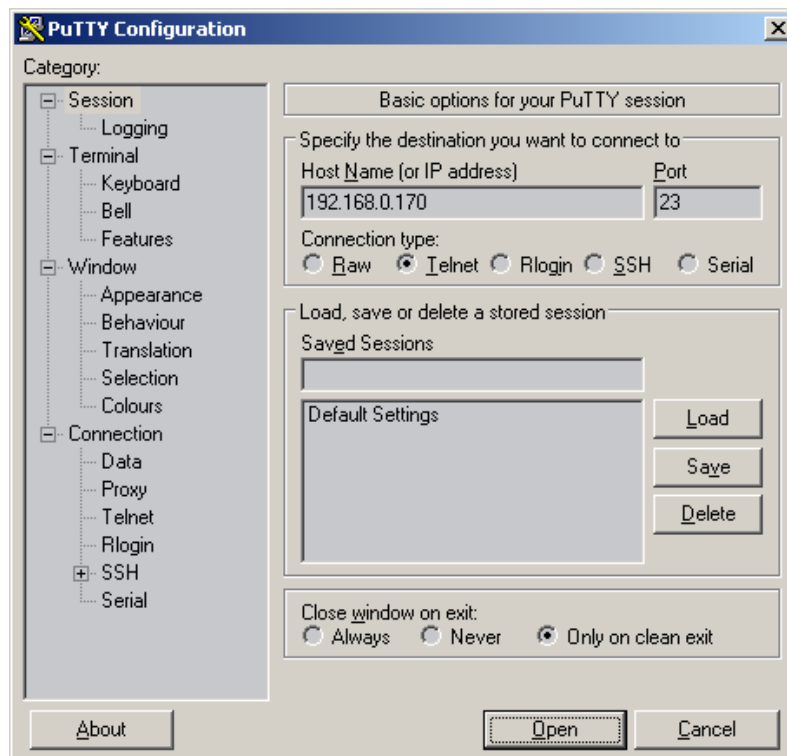 PuTTY Configuration
Category:
Session
Logging
Terminal
Keyboard
Bell
Features
Window
Appearance
Behaviour
Translation
Selection
Colours
Connection
Data
Proxy
Telnet
Rlogin
SSH
Serial
Basic options for your PuTTY session
Specify the destination you want to connect to
Host Name (or IP address) Port
192.168.0.170 23
Connection type:
Raw Telnet Rlogin SSH Serial
Load, save or delete a stored session
Saved Sessions
Default Settings
Load
Save
Delete
Close window on exit:
Always Never Only on clean exit
About Open Cancel